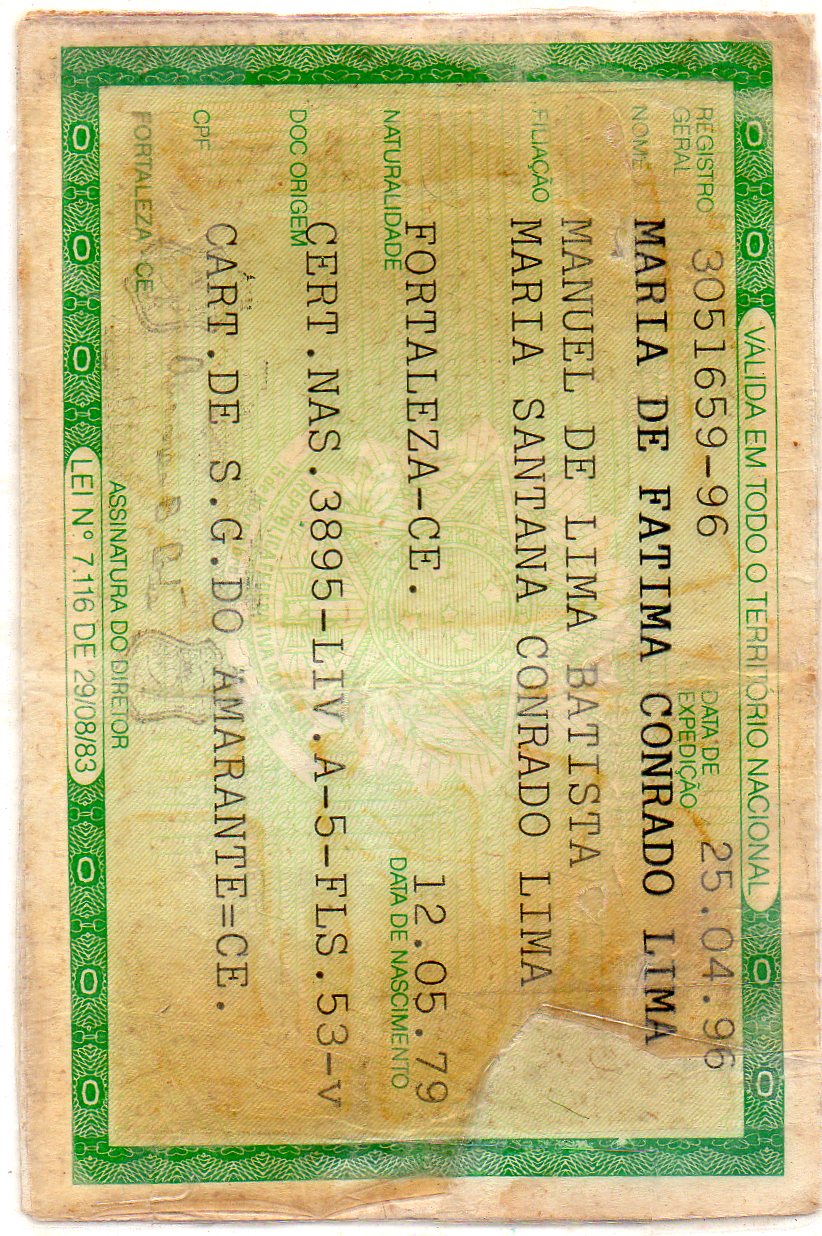 VÁLIDA EM TODO O TERRITÓRIO NACIONAL
REGISTRO GERAL 3051659-96 DATA DE EXPEDIÇÃO 25.04.96
NOME MARIA DE FATIMA CONRADO LIMA
FILIAÇÃO MANUEL DE LIMA BATISTA
MARIA SANTANA CONRADO LIMA
NATURALIDADE FORTALEZA-CE. DATA DE NASCIMENTO 12.05.79
DOC ORIGEM CERT.NAS.3895-LIV.A-5-FLS.53-V
CPF CART.DE S.G.DO AMARANTE=CE.
FORTALEZA-CE
ASSINATURA DO DIRETOR
LEI Nº 7.116 DE 29/08/83